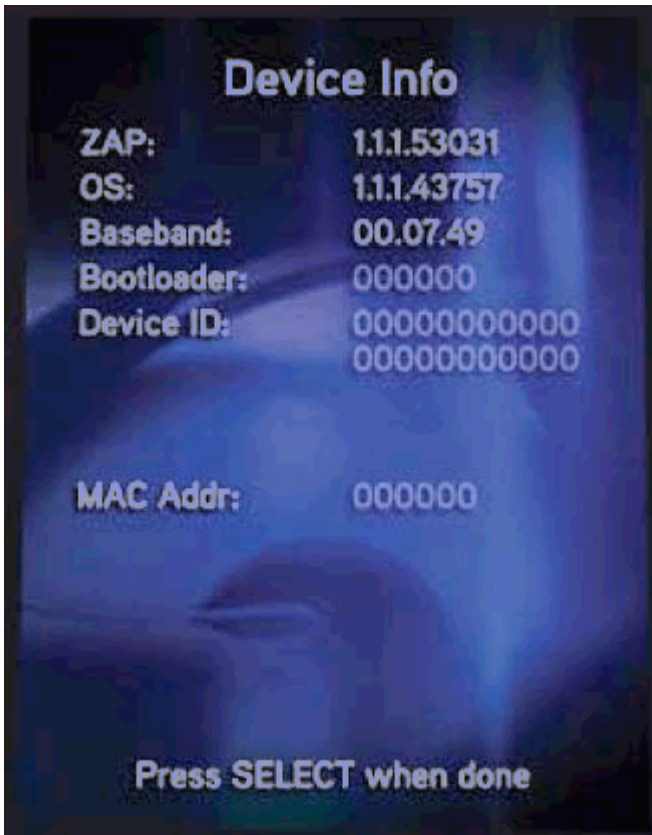 Device Info
ZAP: 1.1.1.53031
OS: 1.1.1.43757
Baseband: 00.07.49
Bootloader: 000000
Device ID: 00000000000
00000000000
MAC Addr: 000000
Press SELECT when done